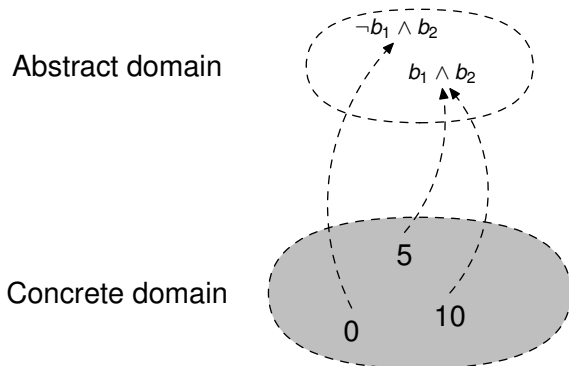 ¬b₁ ∧ b₂
Abstract domain
b₁ ∧ b₂
5
Concrete domain
10
0